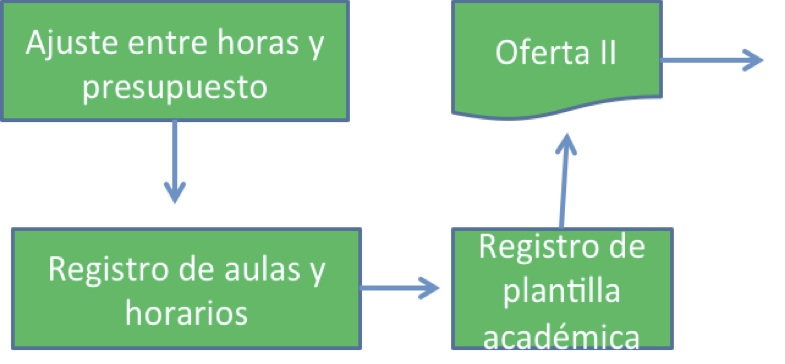 Ajuste entre horas y
presupuesto
Oferta II
Registro de aulas y
horarios
Registro de
plantilla
académica